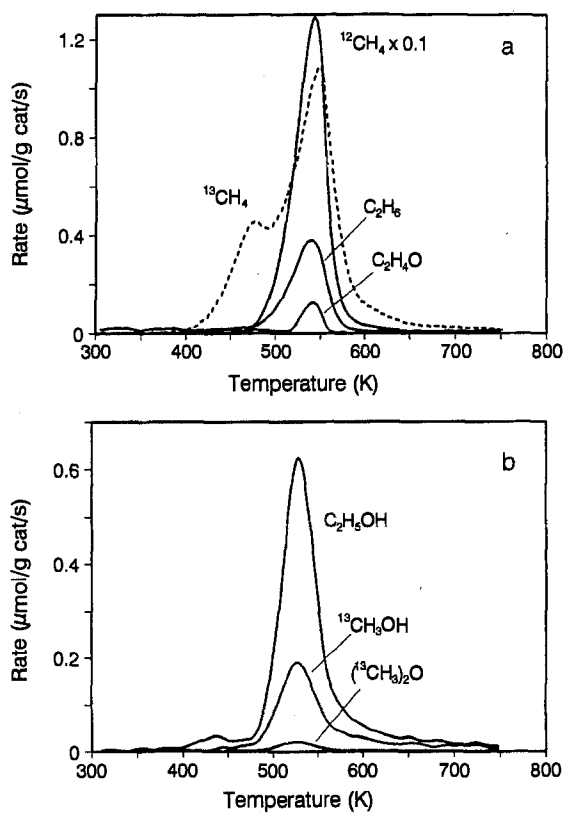 1.2
0.8
0.4
0
Rate (μmol/g cat/s)
¹²CH₄ x 0.1
a
¹³CH₄
C₂H₆
C₂H₄O
300 400 500 600 700 800
Temperature (K)
0.6
0.4
0.2
0
Rate (μmol/g cat/s)
b
C₂H₅OH
¹³CH₃OH
(¹³CH₃)₂O
300 400 500 600 700 800
Temperature (K)